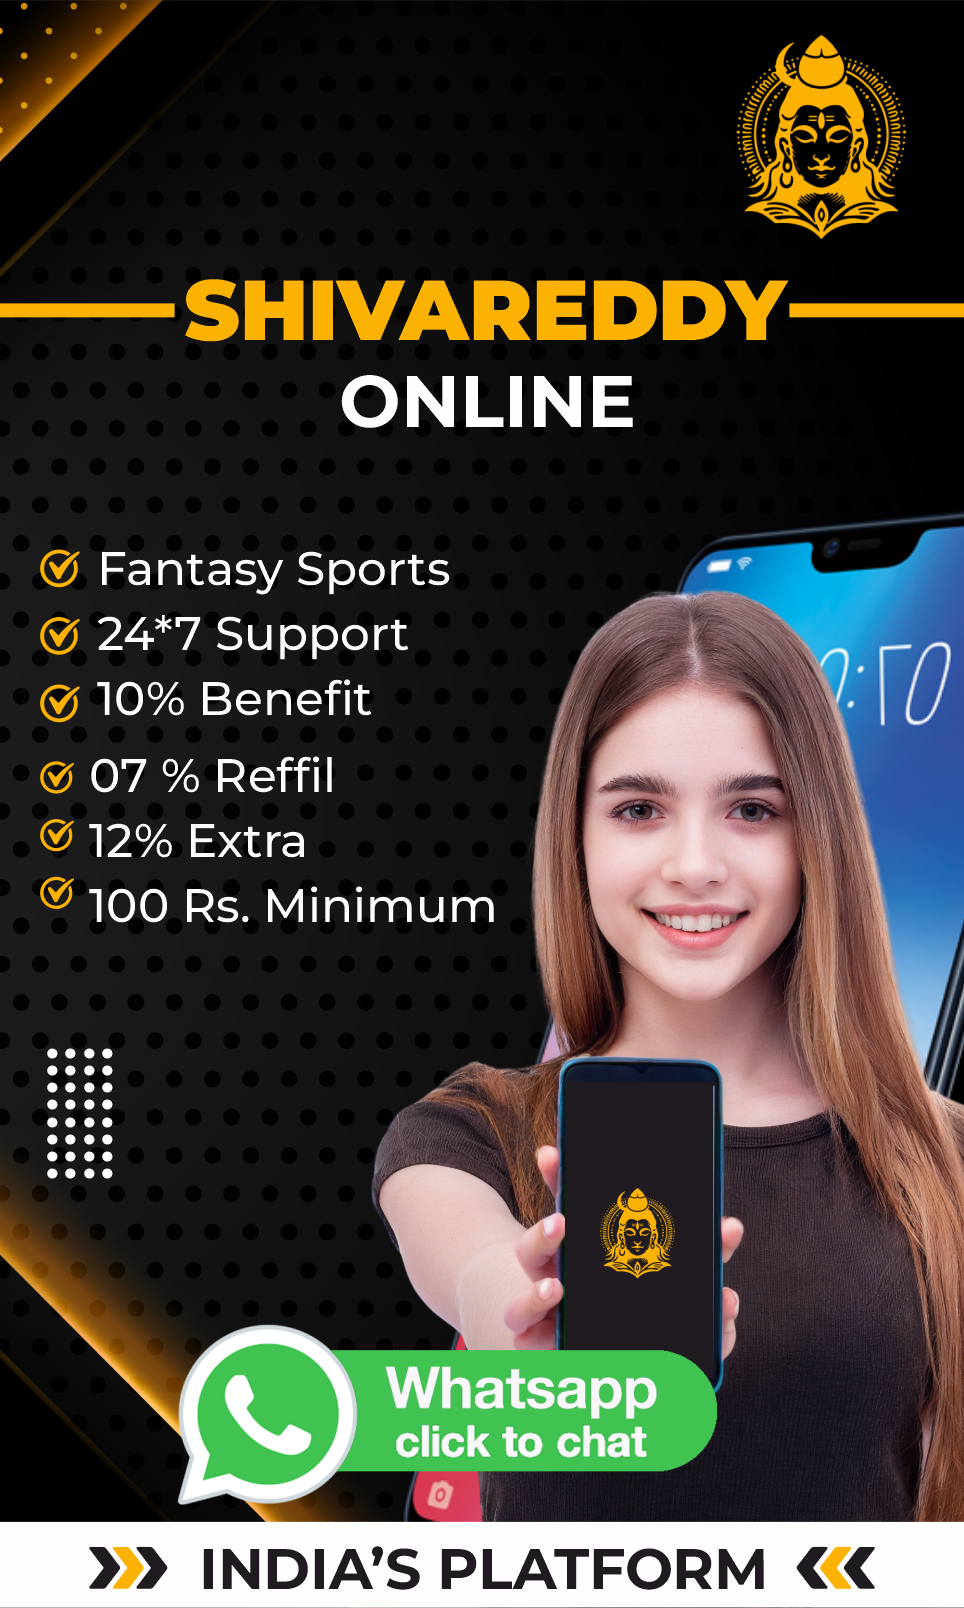 SHIVAREDDY
ONLINE
Fantasy Sports
24*7 Support
10% Benefit
07 % Reffil
12% Extra
100 Rs. Minimum
Whatsapp
click to chat
INDIA'S PLATFORM